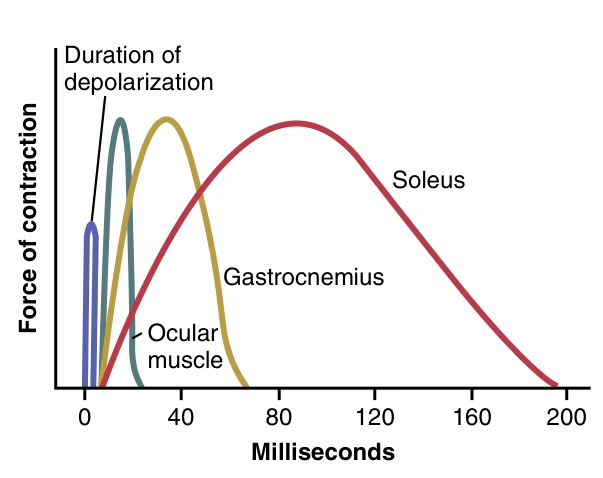 Duration of
depolarization
Force of contraction
Soleus
Gastrocnemius
Ocular
muscle
0 40 80 120 160 200
Milliseconds